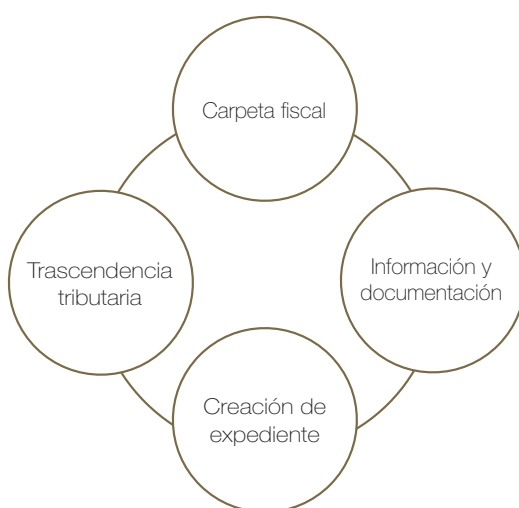 Carpeta fiscal
Información y
documentación
Creación de
expediente
Trascendencia
tributaria